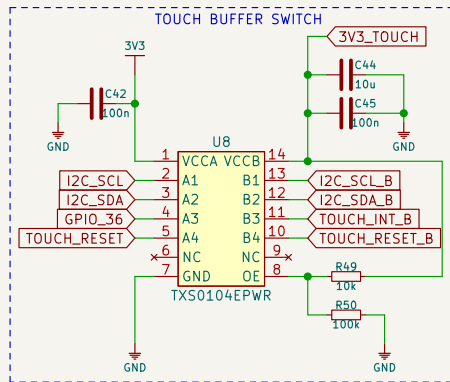 TOUCH BUFFER SWITCH
3V3
3V3_TOUCH
C44
10u
C42
100n
C45
100n
GND
GND
U8
1 VCCA VCCB 14
I2C_SCL 2 A1 B1 13 I2C_SCL_B
I2C_SDA 3 A2 B2 12 I2C_SDA_B
GPIO_36 4 A3 B3 11 TOUCH_INT_B
TOUCH_RESET 5 A4 B4 10 TOUCH_RESET_B
6 NC NC 9
7 GND OE 8
TXS0104EPWR
R49
10k
R50
100k
GND
GND